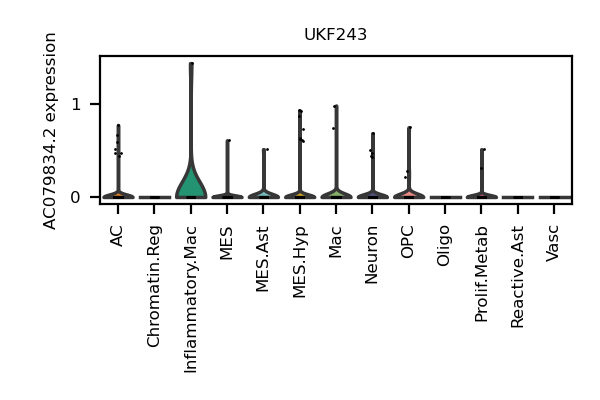 UKF243
AC079834.2 expression
1
0
AC
Chromatin.Reg
Inflammatory.Mac
MES
MES.Ast
MES.Hyp
Mac
Neuron
OPC
Oligo
Prolif.Metab
Reactive.Ast
Vasc